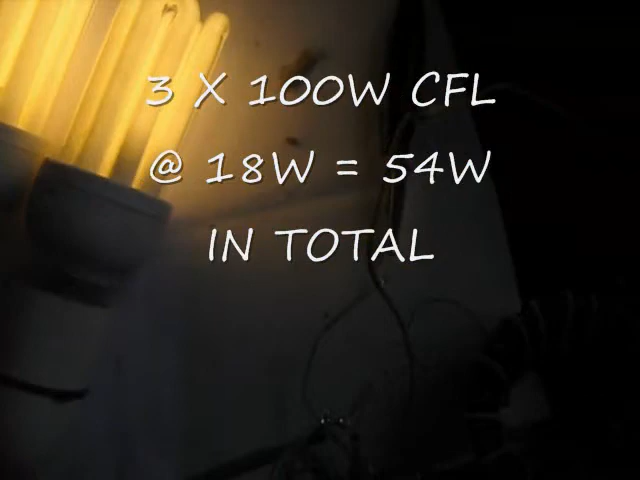 3 X 100W CFL
@ 18W = 54W
IN TOTAL